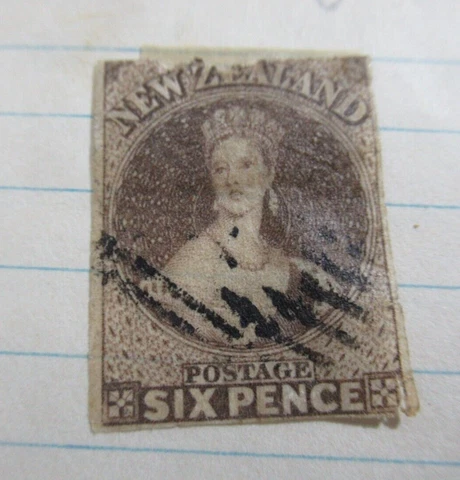 NEW ZEALAND
POSTAGE
SIX PENCE